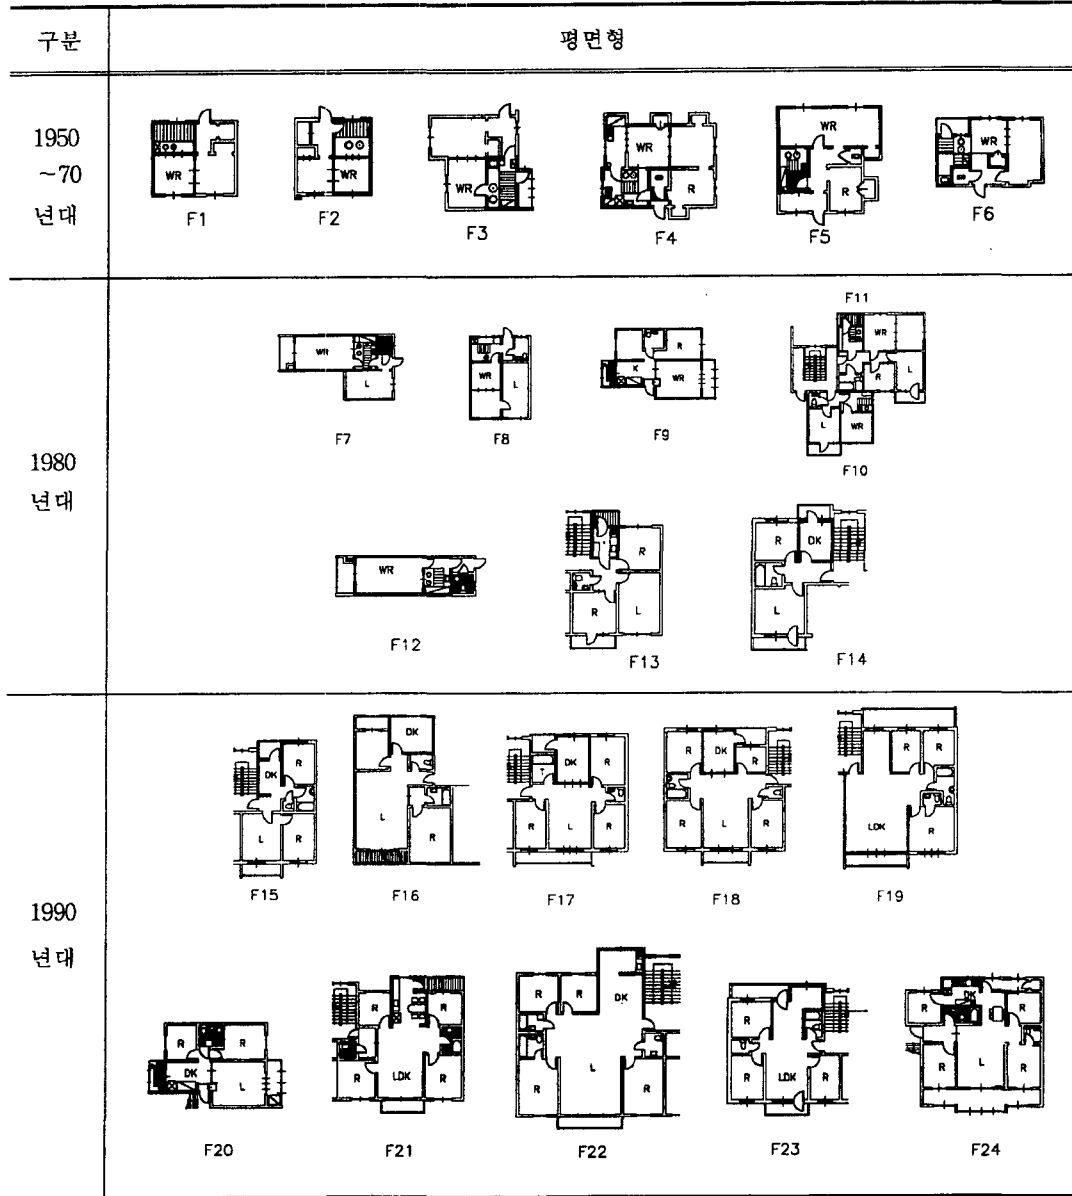 구분 평면형
1950
~70
년대
WR WR WR WR WR R R WR
F1 F2 F3 F4 F5 F6
1980
년대
F11
WR L WR L R K WR WR R L L WR
F7 F8 F9 F10
WR R R L R DK L
F12 F13 F14
1990
년대
DK R L R DK L R DK R T R L R R DK R R L R R R LDK R
F15 F16 F17 F18 F19
R R DK L R R R LDK R R R DK R L R R R LDK R DK R R R L R
F20 F21 F22 F23 F24